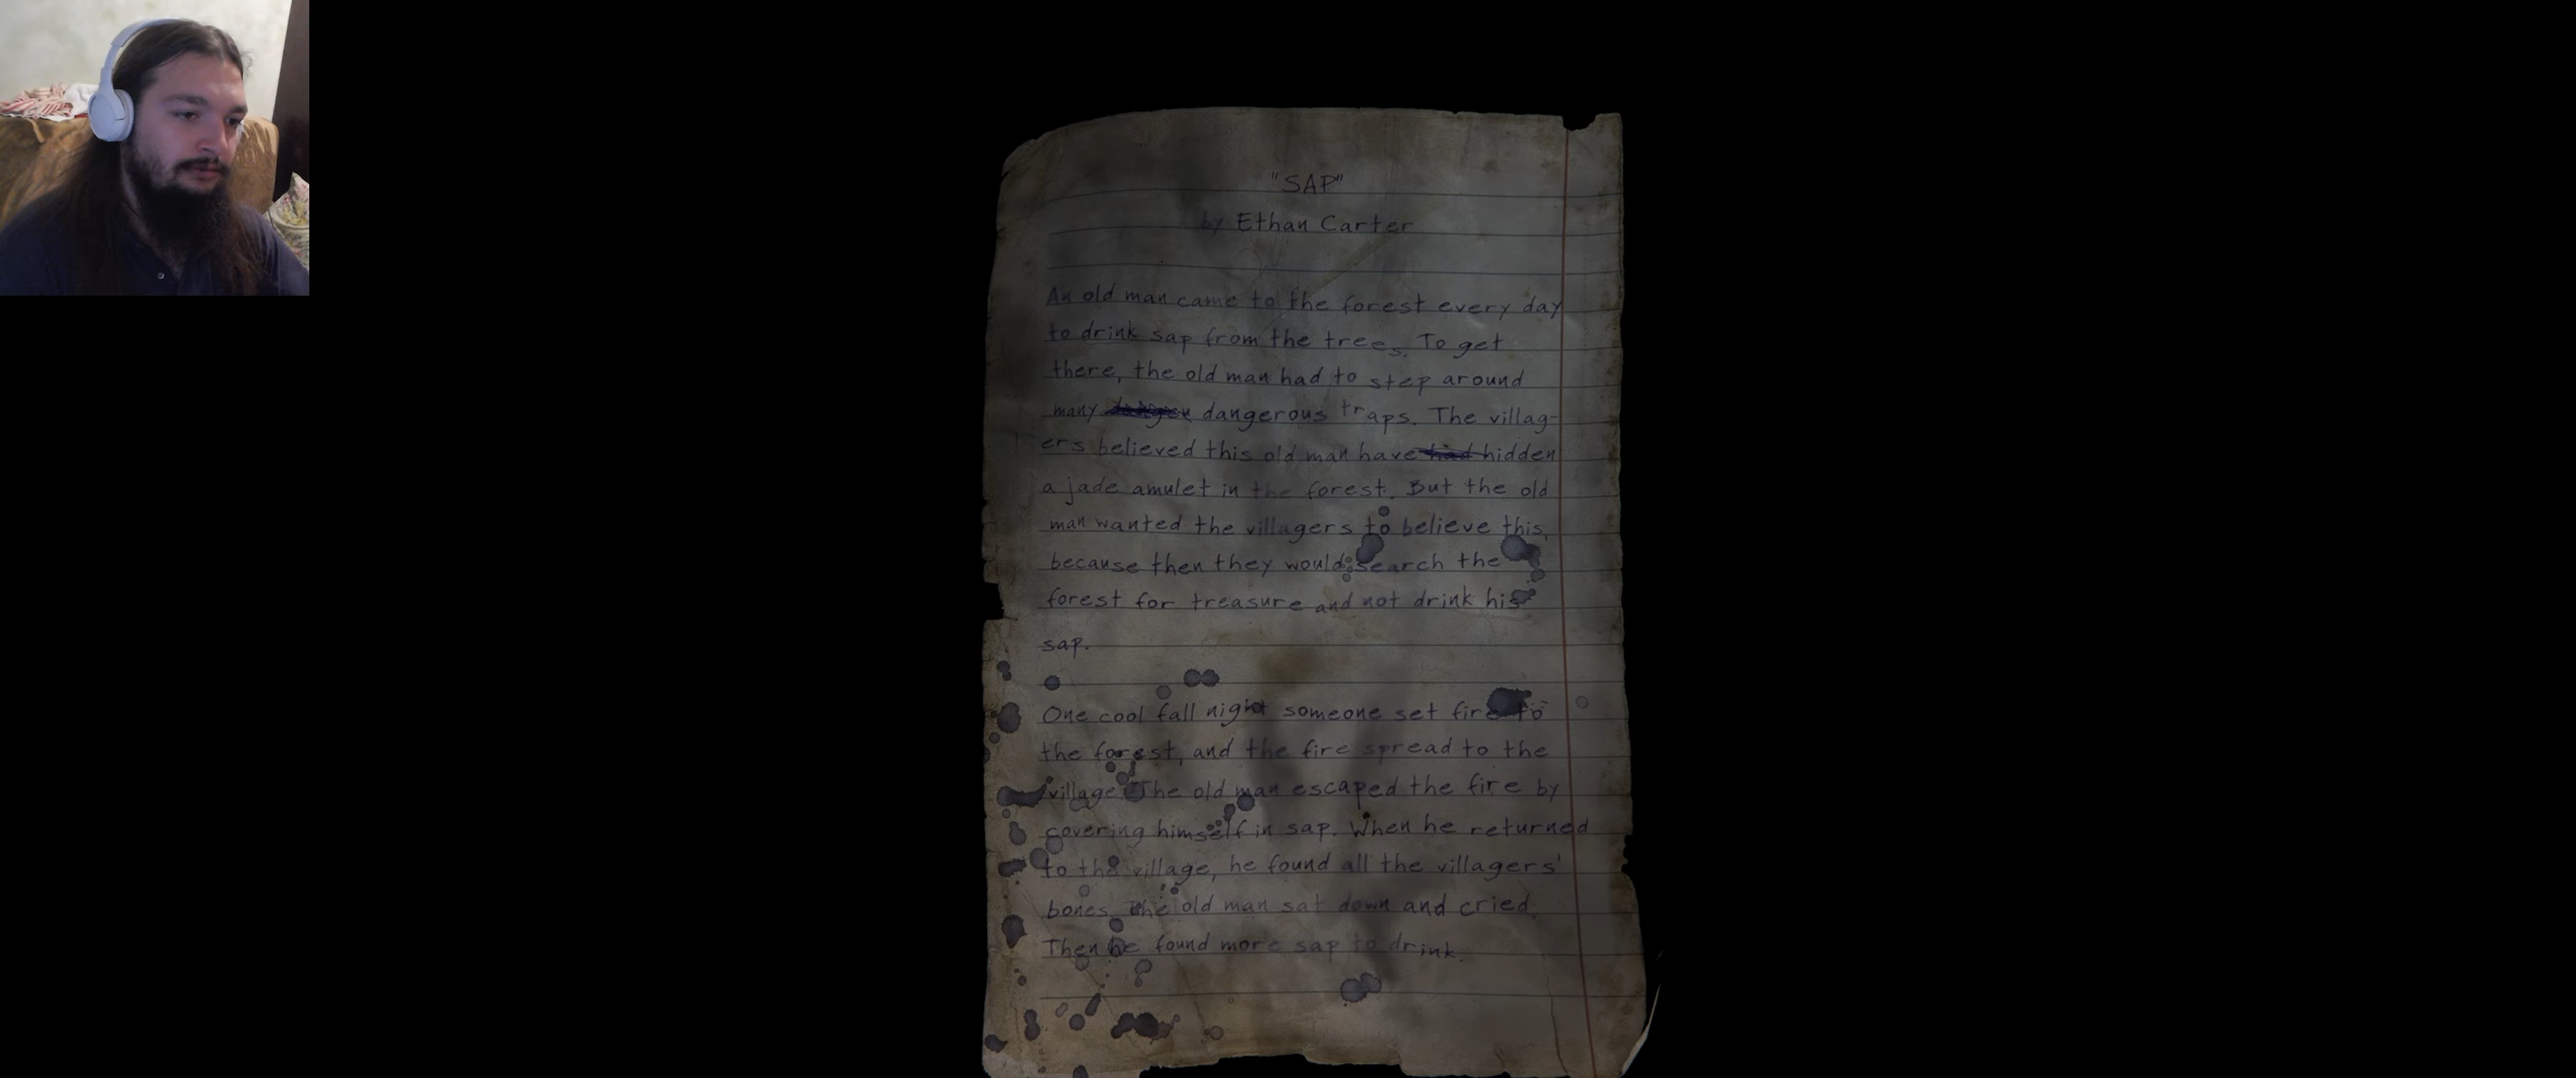 "SAP"
by Ethan Carter
An old man came to the forest every day
to drink sap from the trees. To get
there, the old man had to step around
many dangerous traps. The villag-
ers believed this old man have had hidden
a jade amulet in the forest. But the old
man wanted the villagers to believe this,
because then they would search the
forest for treasure and not drink his
sap.
One cool fall night someone set fire to
the forest, and the fire spread to the
village. The old man escaped the fire by
covering himself in sap. When he returned
to the village, he found all the villagers'
bones. The old man sat down and cried.
Then he found more sap to drink.